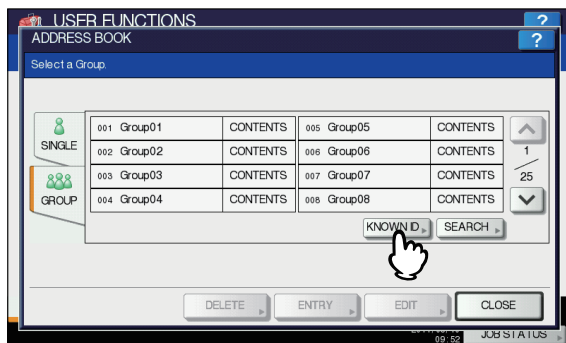 USER FUNCTIONS ?
ADDRESS BOOK ?
Select a Group.
SINGLE
GROUP
001 Group01 CONTENTS 005 Group05 CONTENTS
002 Group02 CONTENTS 006 Group06 CONTENTS
003 Group03 CONTENTS 007 Group07 CONTENTS
004 Group04 CONTENTS 008 Group08 CONTENTS
1
25
KNOWN ID SEARCH
DELETE ENTRY EDIT CLOSE
09:52 JOB STATUS